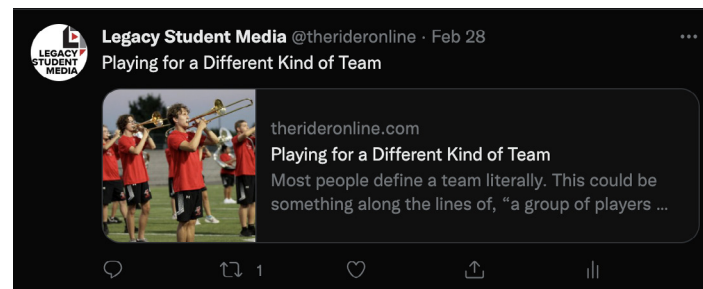 LEGACY
STUDENT
MEDIA
Legacy Student Media @therideronline · Feb 28
Playing for a Different Kind of Team
therideronline.com
Playing for a Different Kind of Team
Most people define a team literally. This could be
something along the lines of, “a group of players ...
1